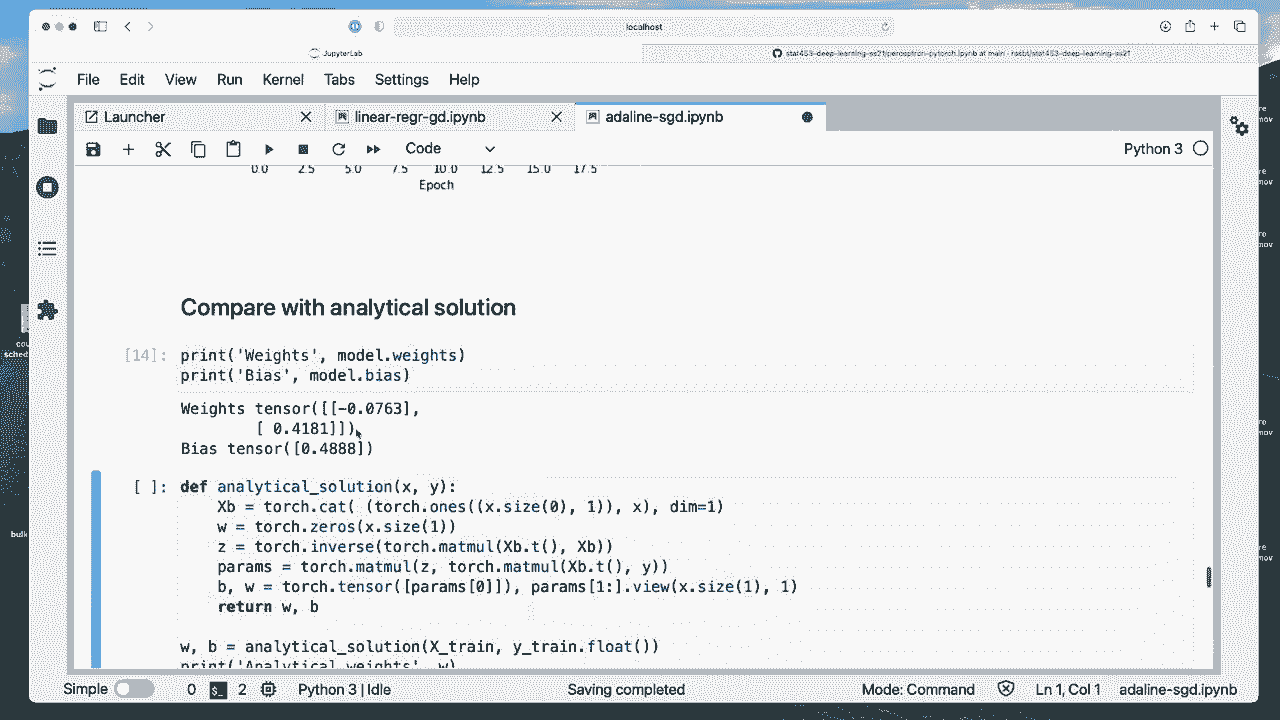 localhost
JupyterLab
stat453-deep-learning-ss21/perceptron-pytorch.ipynb at main · rasbt/stat453-deep-learning-ss21
File Edit View Run Kernel Tabs Settings Help
Launcher linear-regr-gd.ipynb adaline-sgd.ipynb
Code Python 3
0.0 2.5 5.0 7.5 10.0 12.5 15.0 17.5
Epoch
Compare with analytical solution
[14]: print('Weights', model.weights)
print('Bias', model.bias)
Weights tensor([[-0.0763],
[ 0.4181]])
Bias tensor([0.4888])
[ ]: def analytical_solution(x, y):
Xb = torch.cat( (torch.ones((x.size(0), 1)), x), dim=1)
w = torch.zeros(x.size(1))
z = torch.inverse(torch.matmul(Xb.t(), Xb))
params = torch.matmul(z, torch.matmul(Xb.t(), y))
b, w = torch.tensor([params[0]]), params[1:].view(x.size(1), 1)
return w, b
w, b = analytical_solution(X_train, y_train.float())
print('Analytical weights', w)
Simple 0 2 Python 3 | Idle Saving completed Mode: Command Ln 1, Col 1 adaline-sgd.ipynb